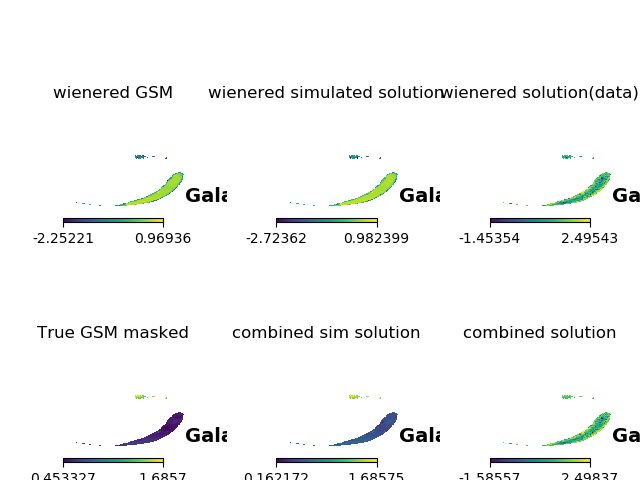 wienered GSM wienered simulated solution wienered solution(data)
Gala Gala Ga
-2.25221 0.96936 -2.72362 0.982399 -1.45354 2.49543
True GSM masked combined sim solution combined solution
Gala Gala Ga
0.453327 1.6857 0.162172 1.68575 -1.58557 2.49837